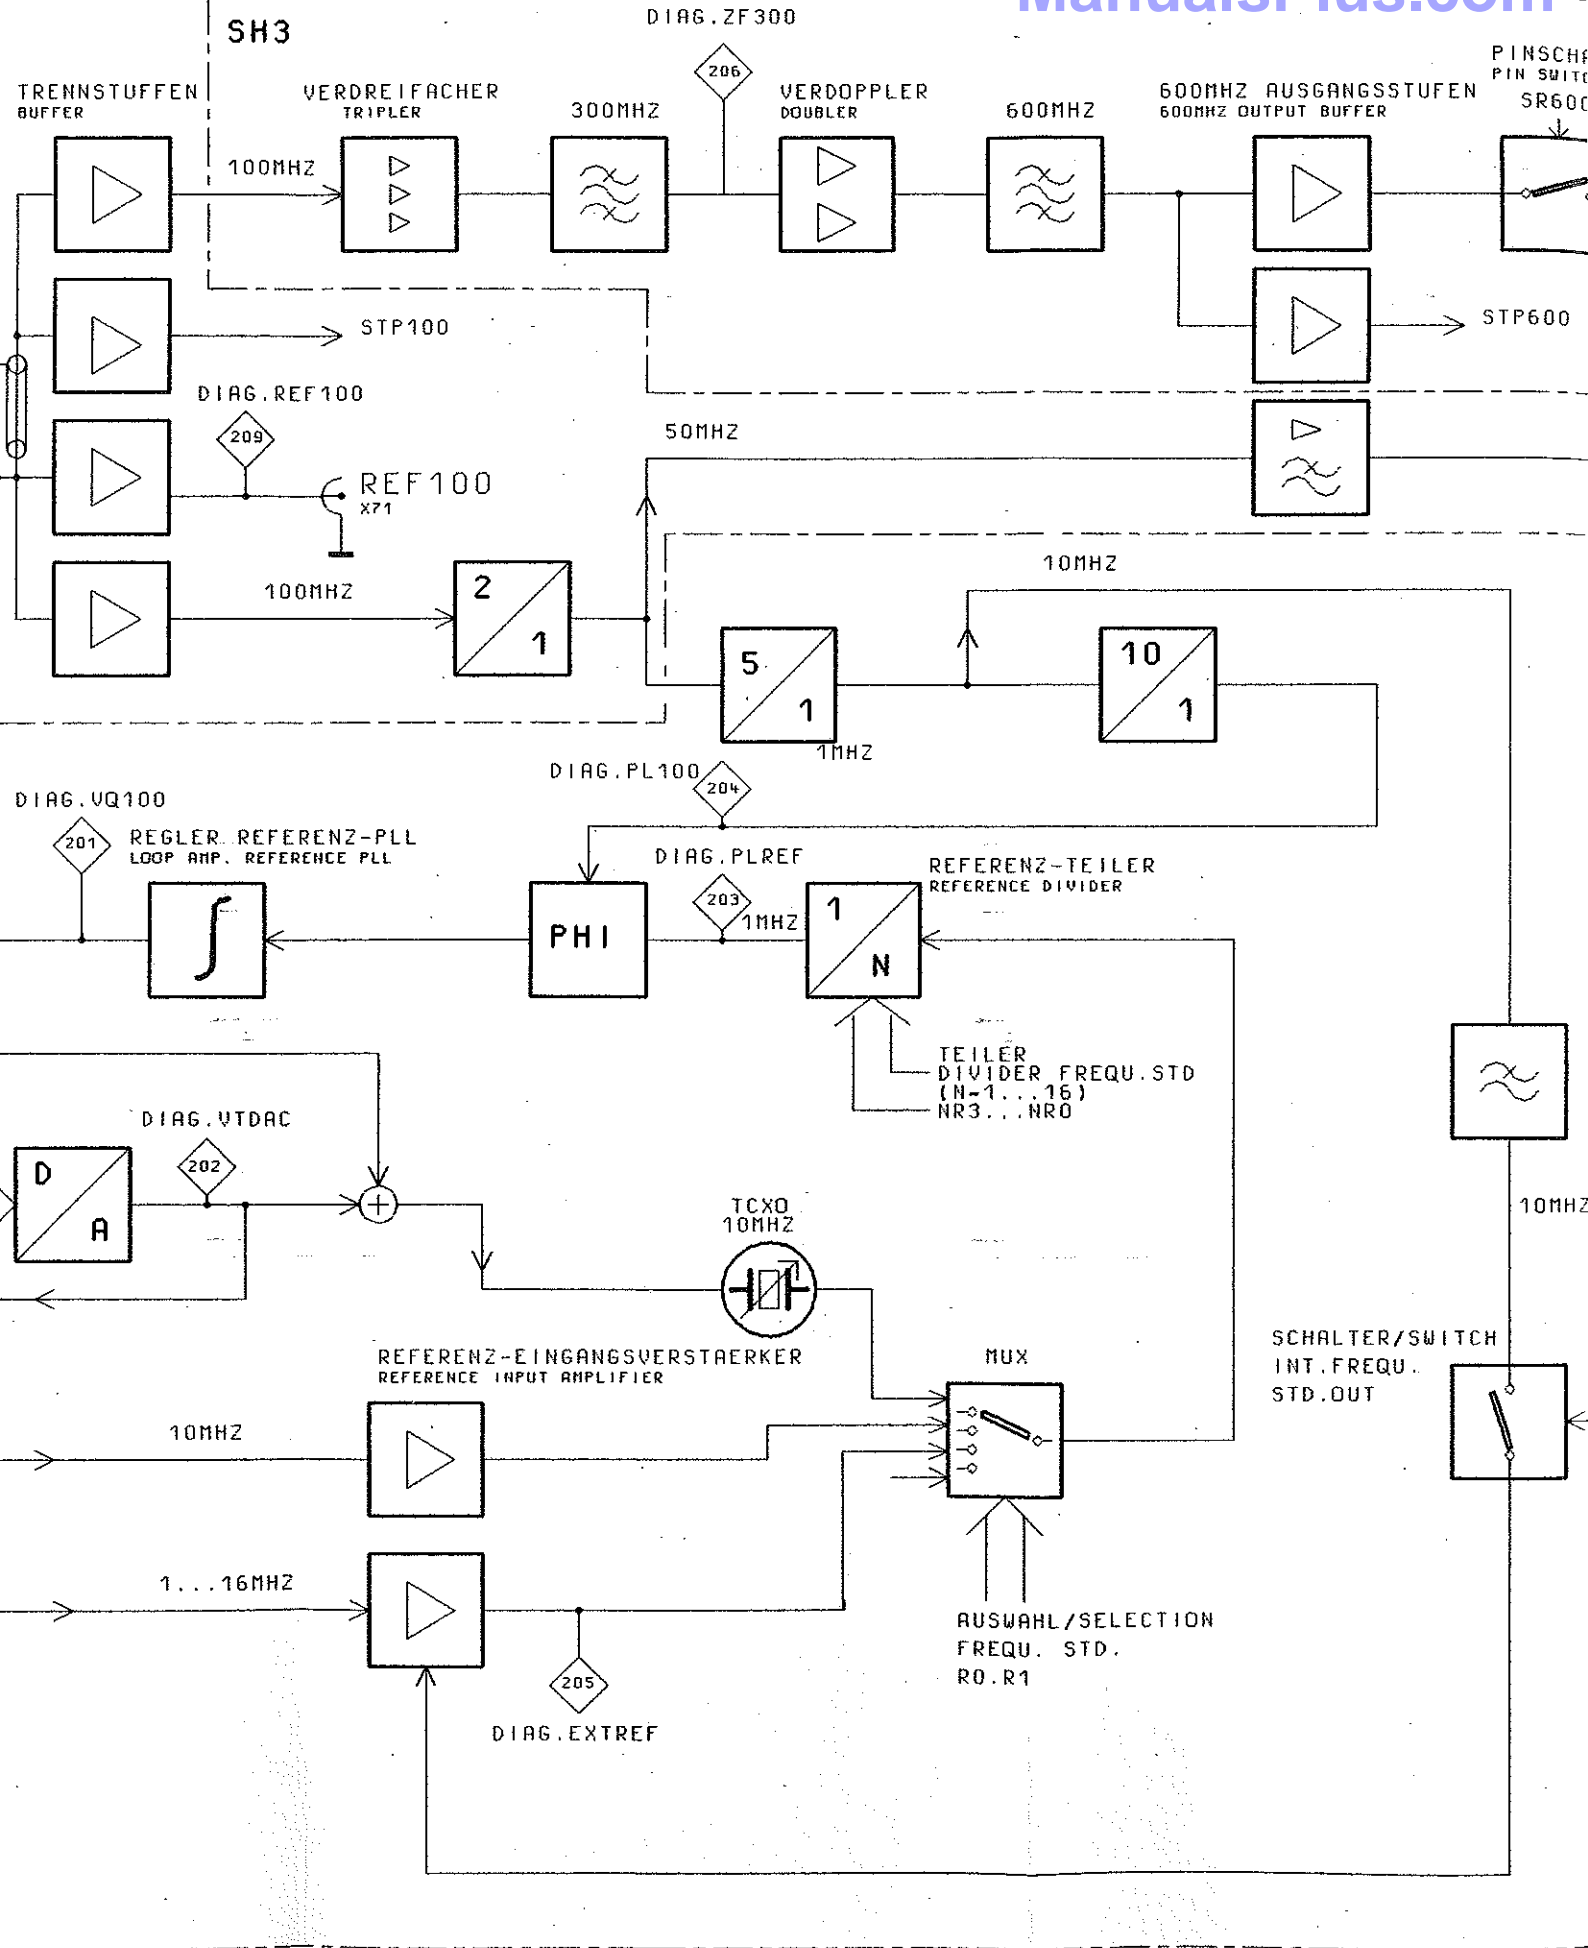 SH3
DIAG.ZF300
206
TRENNSTUFEN
BUFFER
VERDREIFACHER
TRIPLER
300MHZ
VERDOPPLER
DOUBLER
600MHZ
600MHZ AUSGANGSSTUFEN
600MHZ OUTPUT BUFFER
100MHZ
STP100
STP600
DIAG.REF100
209
REF100
X71
50MHZ
100MHZ
2
1
10MHZ
5
1
10
1
1MHZ
DIAG.PL100
204
DIAG.VQ100
201
REGLER REFERENZ-PLL
LOOP AMP. REFERENCE PLL
DIAG.PLREF
203
1MHZ
PHI
REFERENZ-TEILER
REFERENCE DIVIDER
1
N
TEILER
DIVIDER FREQU.STD
(N-1...16)
NR3...NR0
DIAG.VTDAC
202
D
A
TCXO
10MHZ
10MHZ
REFERENZ-EINGANGSVERSTAERKER
REFERENCE INPUT AMPLIFIER
10MHZ
MUX
SCHALTER/SWITCH
INT.FREQU.
STD.OUT
1...16MHZ
205
DIAG.EXTREF
AUSWAHL/SELECTION
FREQU. STD.
R0.R1